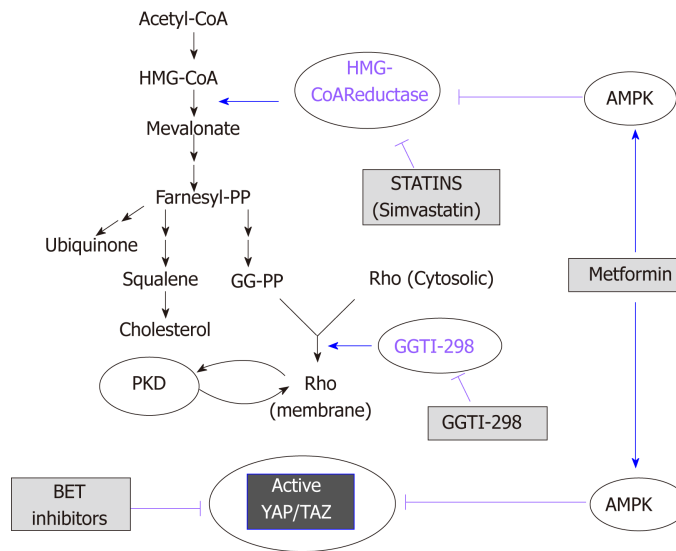 Acetyl-CoA
HMG-CoA
Mevalonate
Farnesyl-PP
Ubiquinone
Squalene
Cholesterol
GG-PP
Rho (Cytosolic)
HMG-
CoAReductase
AMPK
STATINS
(Simvastatin)
Metformin
GGTI-298
GGTI-298
PKD
Rho
(membrane)
BET
inhibitors
Active
YAP/TAZ
AMPK